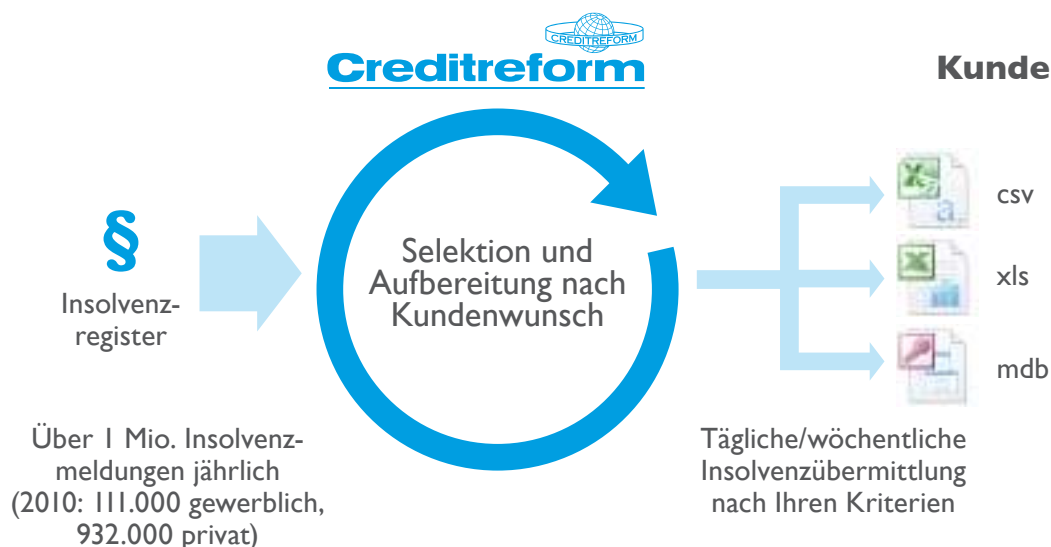 CREDITREFORM
Creditreform
Kunde
§
Insolvenz-
register
Selektion und
Aufbereitung nach
Kundenwunsch
a
csv
xls
mdb
Über 1 Mio. Insolvenz-
meldungen jährlich
(2010: 111.000 gewerblich,
932.000 privat)
Tägliche/wöchentliche
Insolvenzübermittlung
nach Ihren Kriterien